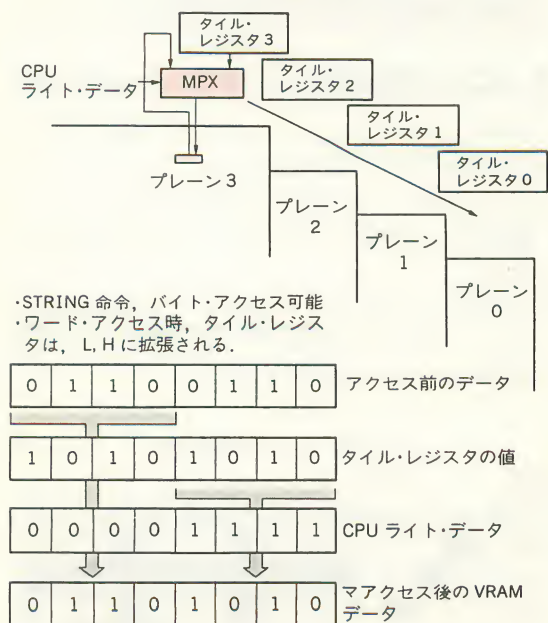 タイル・
レジスタ3
CPU
ライト・データ
MPX
タイル・
レジスタ2
タイル・
レジスタ1
タイル・
レジスタ0
プレーン3
プレーン
2
プレーン
1
プレーン
0
・STRING 命令，バイト・アクセス可能
・ワード・アクセス時，タイル・レジス
タは，L, H に拡張される．
0 1 1 0 0 1 1 0 アクセス前のデータ
1 0 1 0 1 0 1 0 タイル・レジスタの値
0 0 0 0 1 1 1 1 CPU ライト・データ
0 1 1 0 1 0 1 0 マアクセス後の VRAM
データ